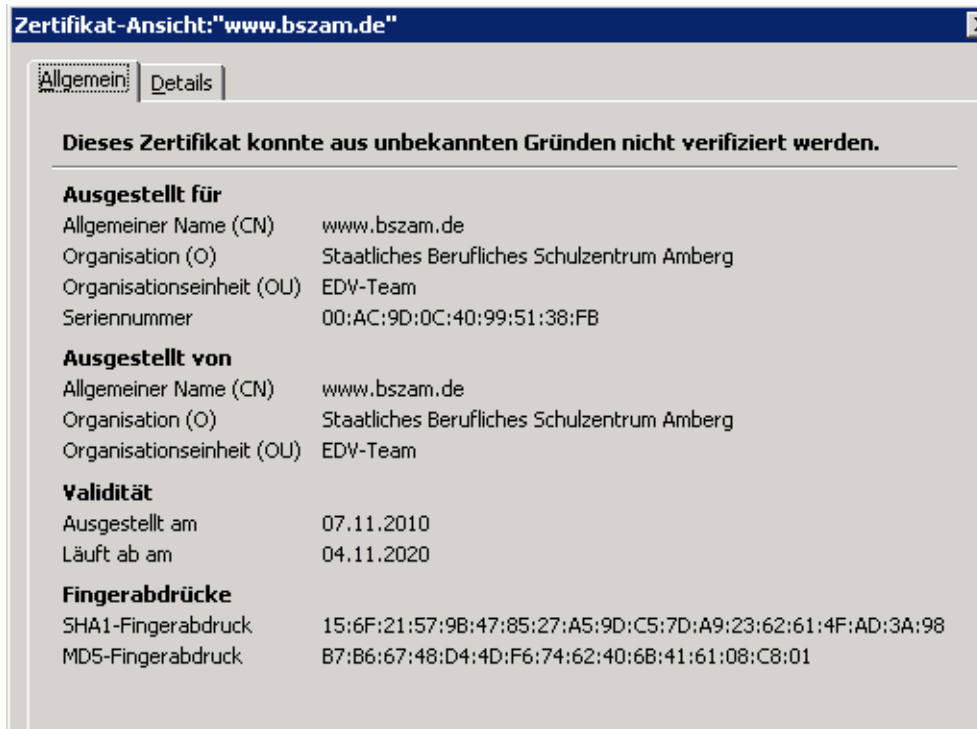 Zertifikat-Ansicht:"www.bszam.de"
Allgemein Details
Dieses Zertifikat konnte aus unbekannten Gründen nicht verifiziert werden.
Ausgestellt für
Allgemeiner Name (CN) www.bszam.de
Organisation (O) Staatliches Berufliches Schulzentrum Amberg
Organisationseinheit (OU) EDV-Team
Seriennummer 00:AC:9D:0C:40:99:51:38:FB
Ausgestellt von
Allgemeiner Name (CN) www.bszam.de
Organisation (O) Staatliches Berufliches Schulzentrum Amberg
Organisationseinheit (OU) EDV-Team
Validität
Ausgestellt am 07.11.2010
Läuft ab am 04.11.2020
Fingerabdrücke
SHA1-Fingerabdruck 15:6F:21:57:9B:47:85:27:A5:9D:C5:7D:A9:23:62:61:4F:AD:3A:98
MD5-Fingerabdruck B7:B6:67:48:D4:4D:F6:74:62:40:6B:41:61:08:C8:01